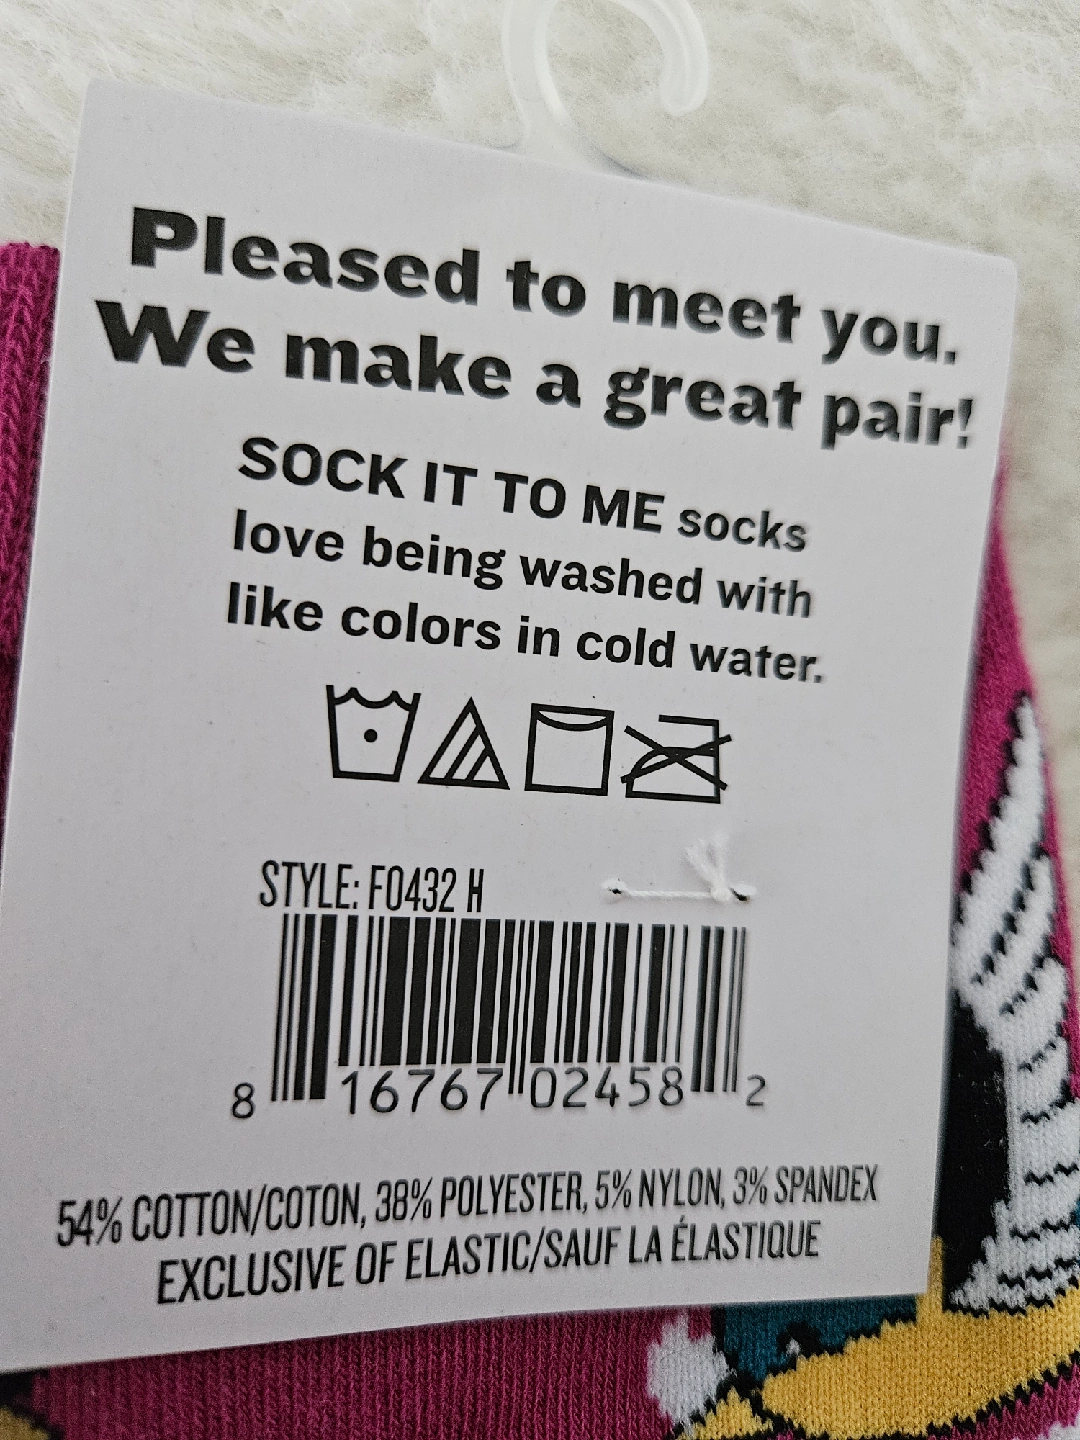 Pleased to meet you.
We make a great pair!
SOCK IT TO ME socks
love being washed with
like colors in cold water.
STYLE: F0432 H
8 16767 02458 2
54% COTTON/COTON, 38% POLYESTER, 5% NYLON, 3% SPANDEX
EXCLUSIVE OF ELASTIC/SAUF LA ÉLASTIQUE